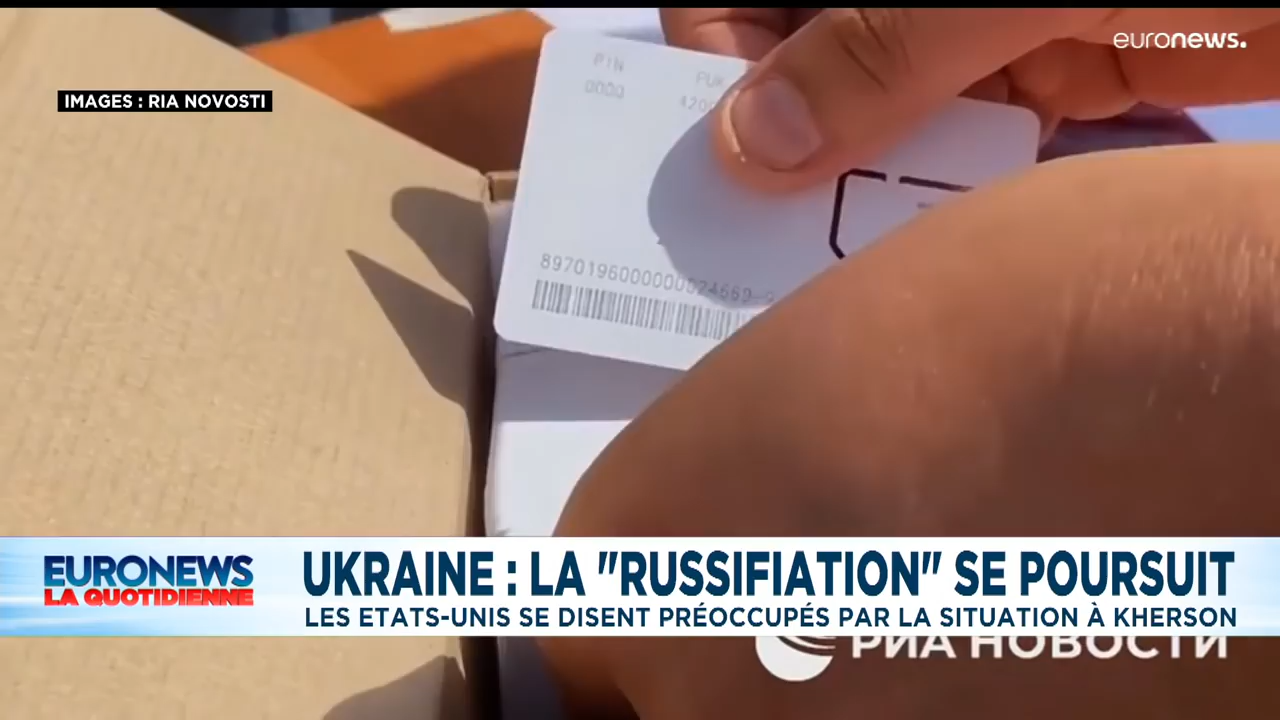 euronews.
IMAGES : RIA NOVOSTI
PIN
0000
8970196000000
EURONEWS
LA QUOTIDIENNE
UKRAINE : LA "RUSSIFIATION" SE POURSUIT
LES ETATS-UNIS SE DISENT PRÉOCCUPÉS PAR LA SITUATION À KHERSON
РИА НОВОСТИ